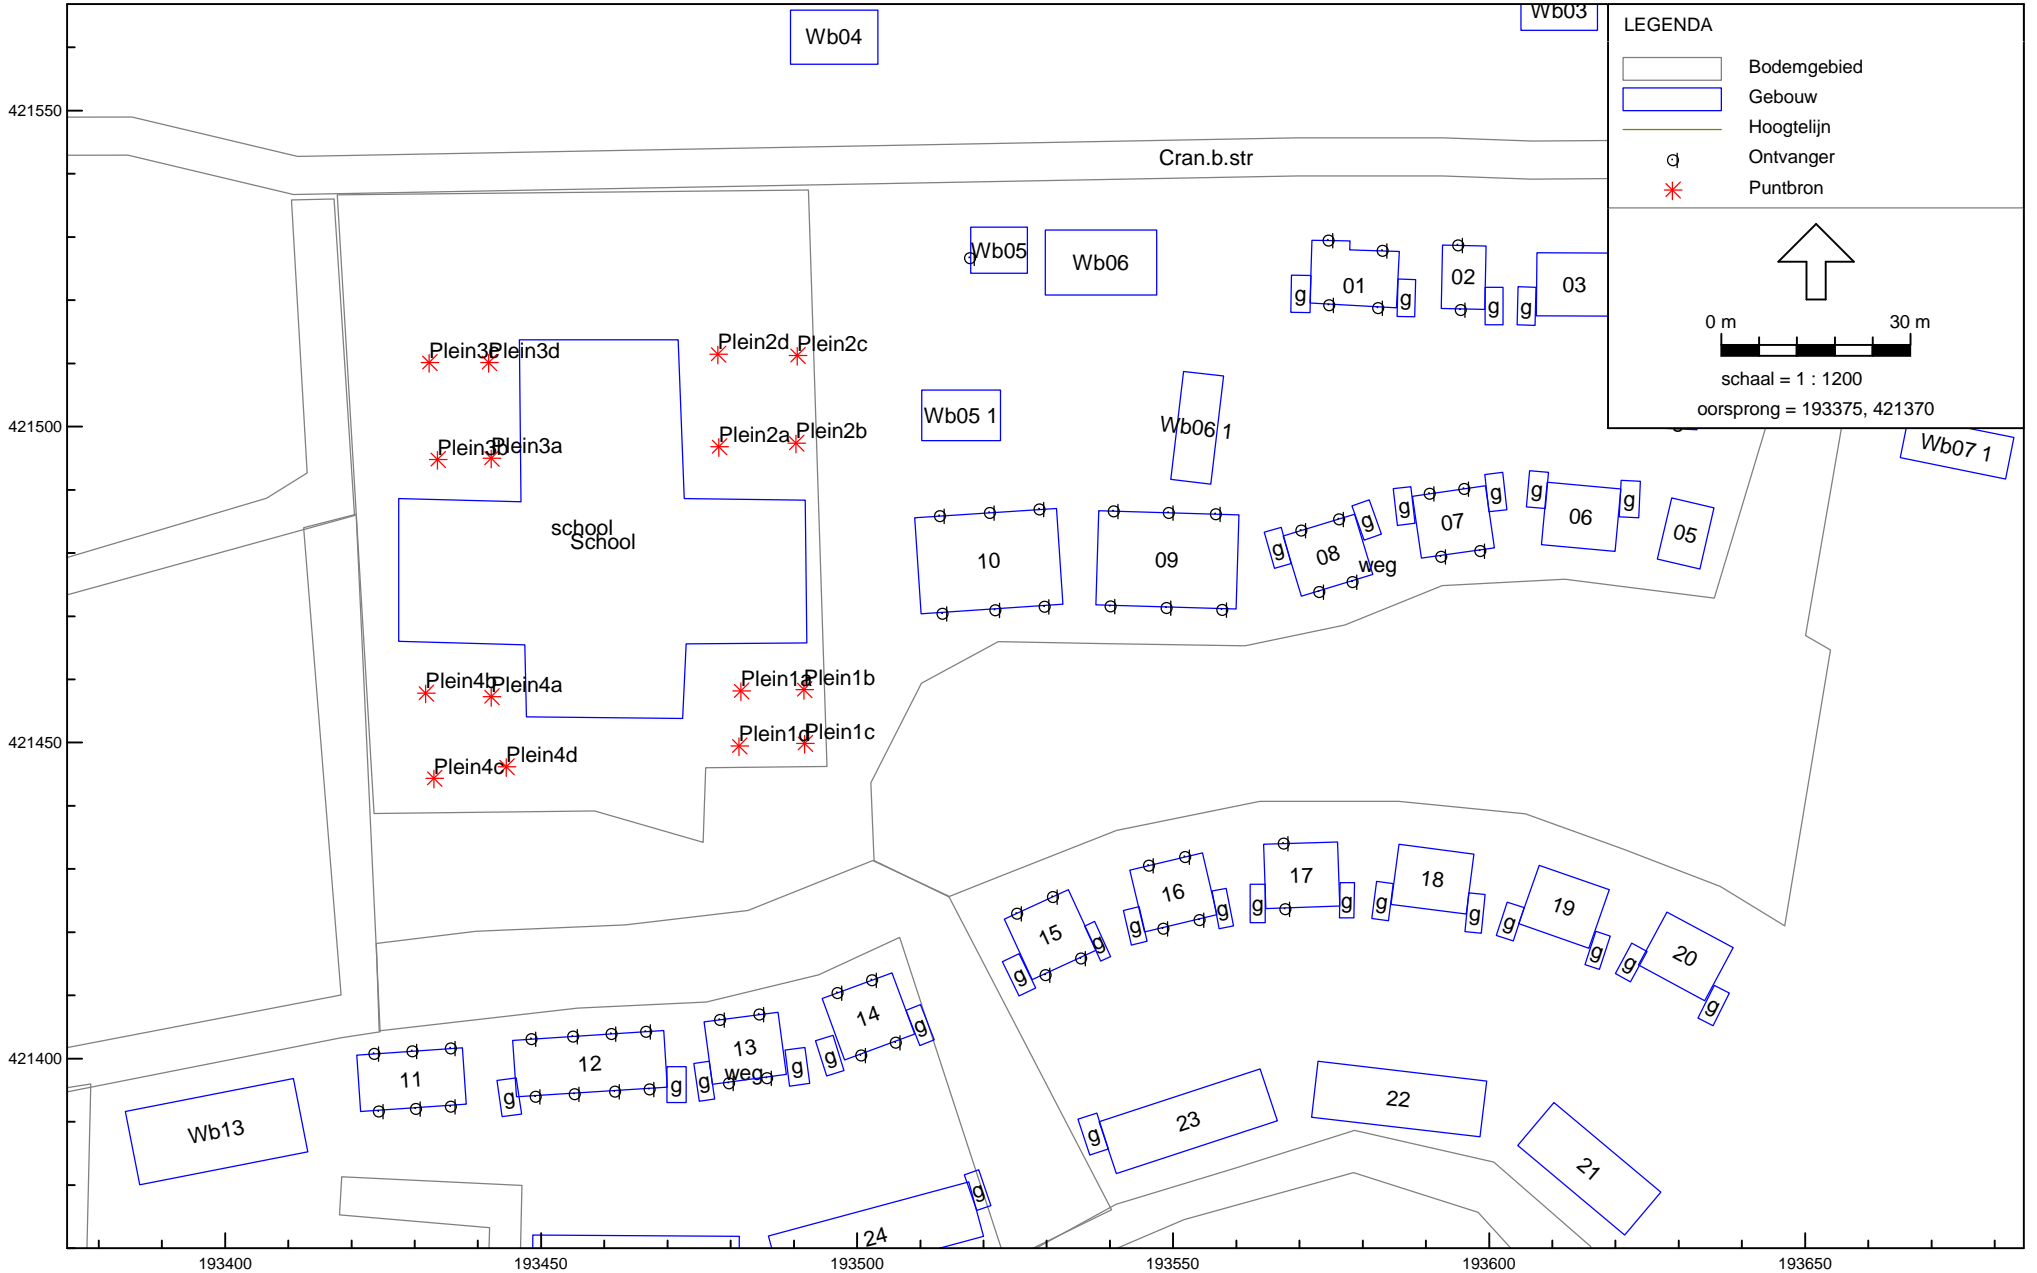 Wb04
Wb03
LEGENDA
Bodemgebied
Gebouw
Hoogtelijn
Ontvanger
Puntbron
0 m 30 m
schaal = 1 : 1200
oorsprong = 193375, 421370
421550
Cran.b.str
Wb05
Wb06
01
02
03
g
g
g
g
Plein3c
Plein3d
Plein2d
Plein2c
421500
Wb05 1
Wb06 1
Wb07 1
Plein3b
Plein3a
Plein2a
Plein2b
school
School
10
09
08
07
06
05
g
g
g
g
g
g
weg
Plein4b
Plein4a
Plein1a
Plein1b
421450
Plein4c
Plein4d
Plein1d
Plein1c
15
16
17
18
19
20
g
g
g
g
g
g
g
g
g
g
g
g
421400
11
12
13
14
weg
g
g
g
g
g
g
Wb13
g
23
22
21
g
24
193400 193450 193500 193550 193600 193650